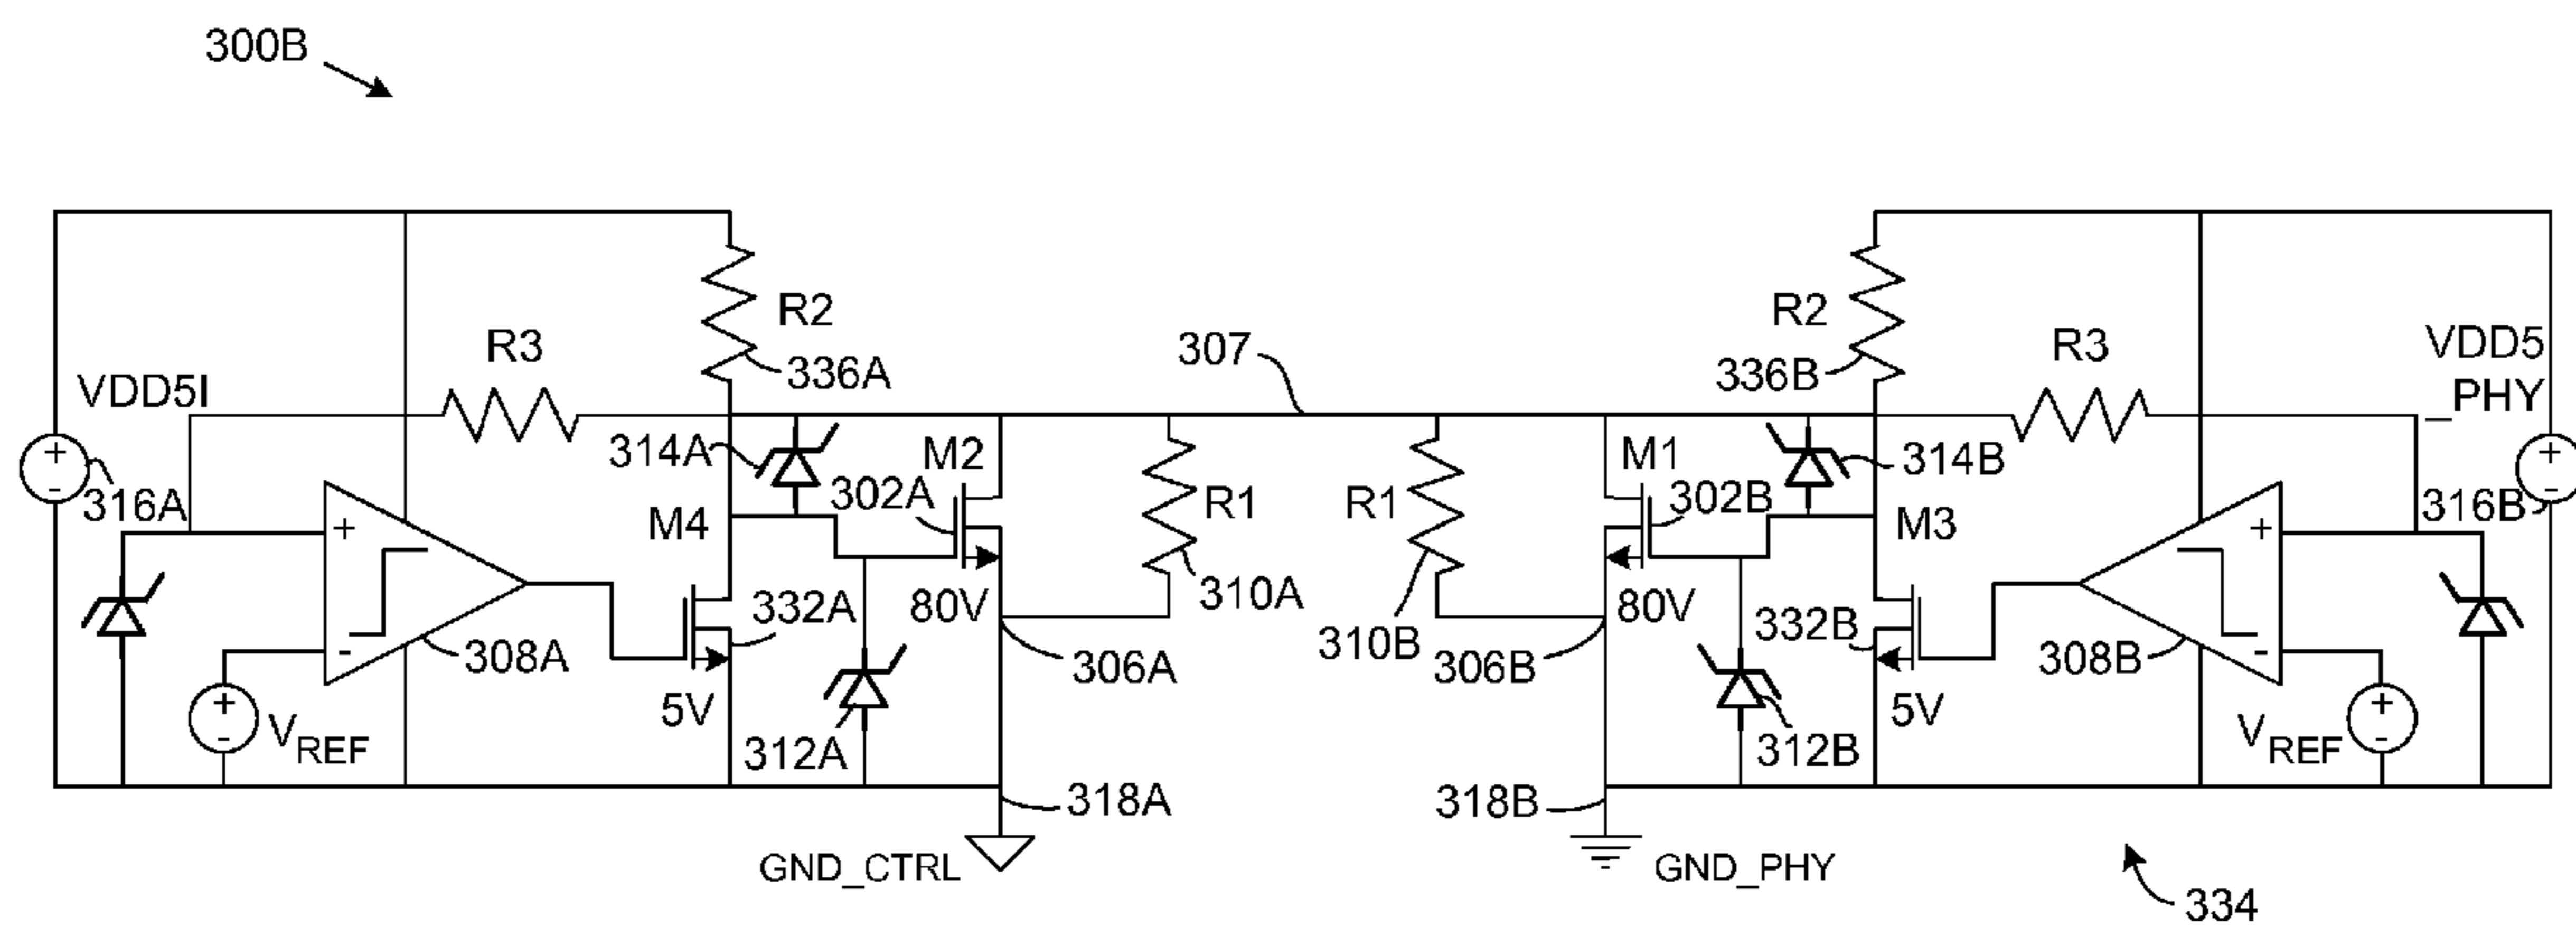 300B
R2
R3
336A
VDD5I
316A
+
-
+
-
308A
+
-
VREF
314A
M4
332A
5V
302A
M2
80V
312A
R1
310A
306A
318A
GND_CTRL
307
R1
310B
306B
318B
GND_PHY
M1
302B
80V
312B
314B
R2
336B
R3
M3
332B
5V
308B
+
-
VDD5
_PHY
316B
+
-
VREF
+
-
334